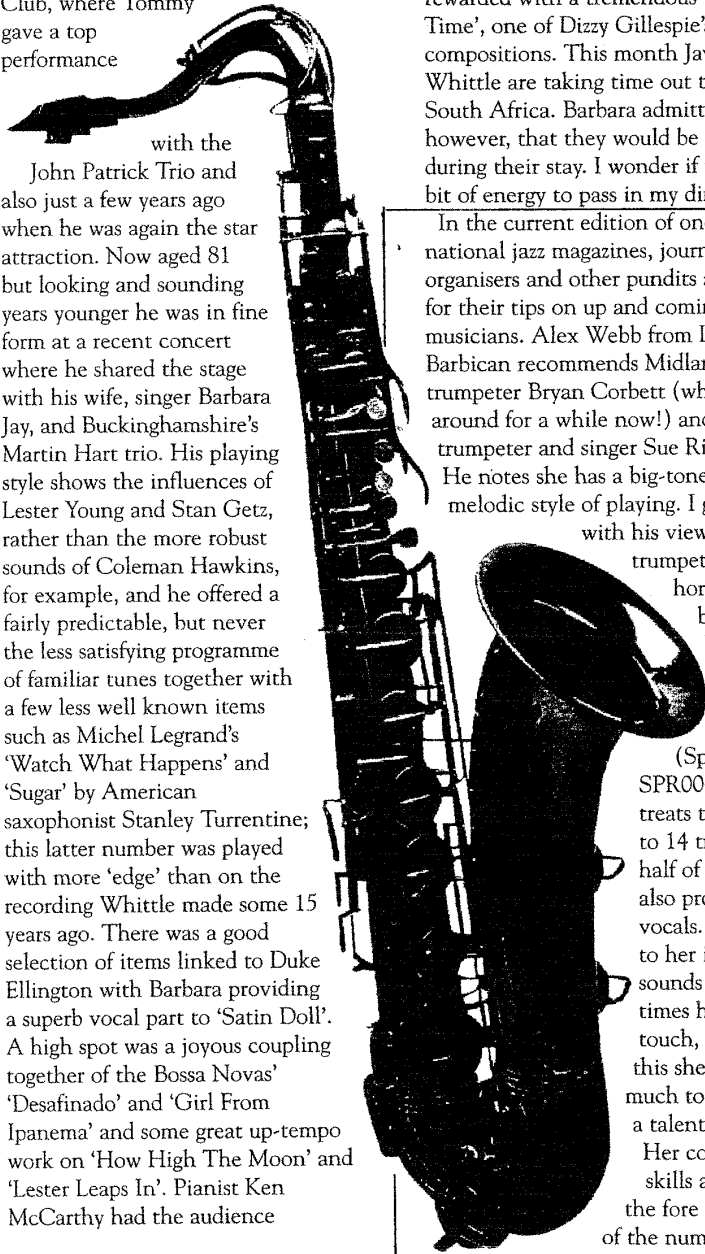 Club, where Tommy
gave a top
performance
with the
John Patrick Trio and
also just a few years ago
when he was again the star
attraction. Now aged 81
but looking and sounding
years younger he was in fine
form at a recent concert
where he shared the stage
with his wife, singer Barbara
Jay, and Buckinghamshire's
Martin Hart trio. His playing
style shows the influences of
Lester Young and Stan Getz,
rather than the more robust
sounds of Coleman Hawkins,
for example, and he offered a
fairly predictable, but never
the less satisfying programme
of familiar tunes together with
a few less well known items
such as Michel Legrand's
'Watch What Happens' and
'Sugar' by American
saxophonist Stanley Turrentine;
this latter number was played
with more 'edge' than on the
recording Whittle made some 15
years ago. There was a good
selection of items linked to Duke
Ellington with Barbara providing
a superb vocal part to 'Satin Doll'.
A high spot was a joyous coupling
together of the Bossa Novas'
'Desafinado' and 'Girl From
Ipanema' and some great up-tempo
work on 'How High The Moon' and
'Lester Leaps In'. Pianist Ken
McCarthy had the audience
rewarded with a tremendous
Time', one of Dizzy Gillespie'
compositions. This month Ja
Whittle are taking time out t
South Africa. Barbara admitt
however, that they would be
during their stay. I wonder if
bit of energy to pass in my di
In the current edition of on
national jazz magazines, journ
organisers and other pundits
for their tips on up and comi
musicians. Alex Webb from
Barbican recommends Midla
trumpeter Bryan Corbett (wh
around for a while now!) and
trumpeter and singer Sue Ri
He notes she has a big-tone
melodic style of playing. I
with his view
trumpet
hor
b
(Sp
SPR00
treats t
to 14 t
half of
also pro
vocals.
to her i
sounds
times h
touch,
this she
much to
a talent
Her co
skills a
the fore
of the num